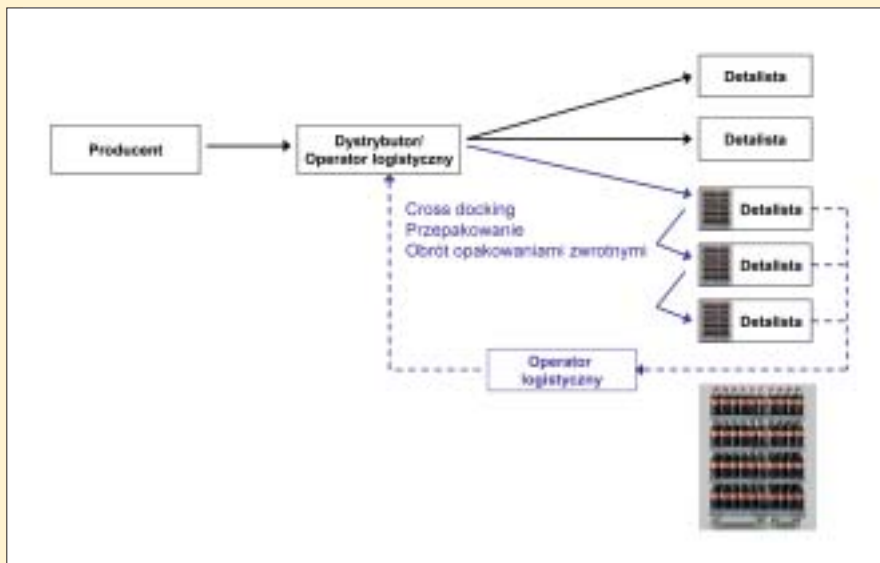 Detalista
Producent
Dystrybutor/
Operator logistyczny
Detalista
Cross docking
Przepakowanie
Obrót opakowaniami zwrotnymi
Detalista
Detalista
Detalista
Operator
logistyczny